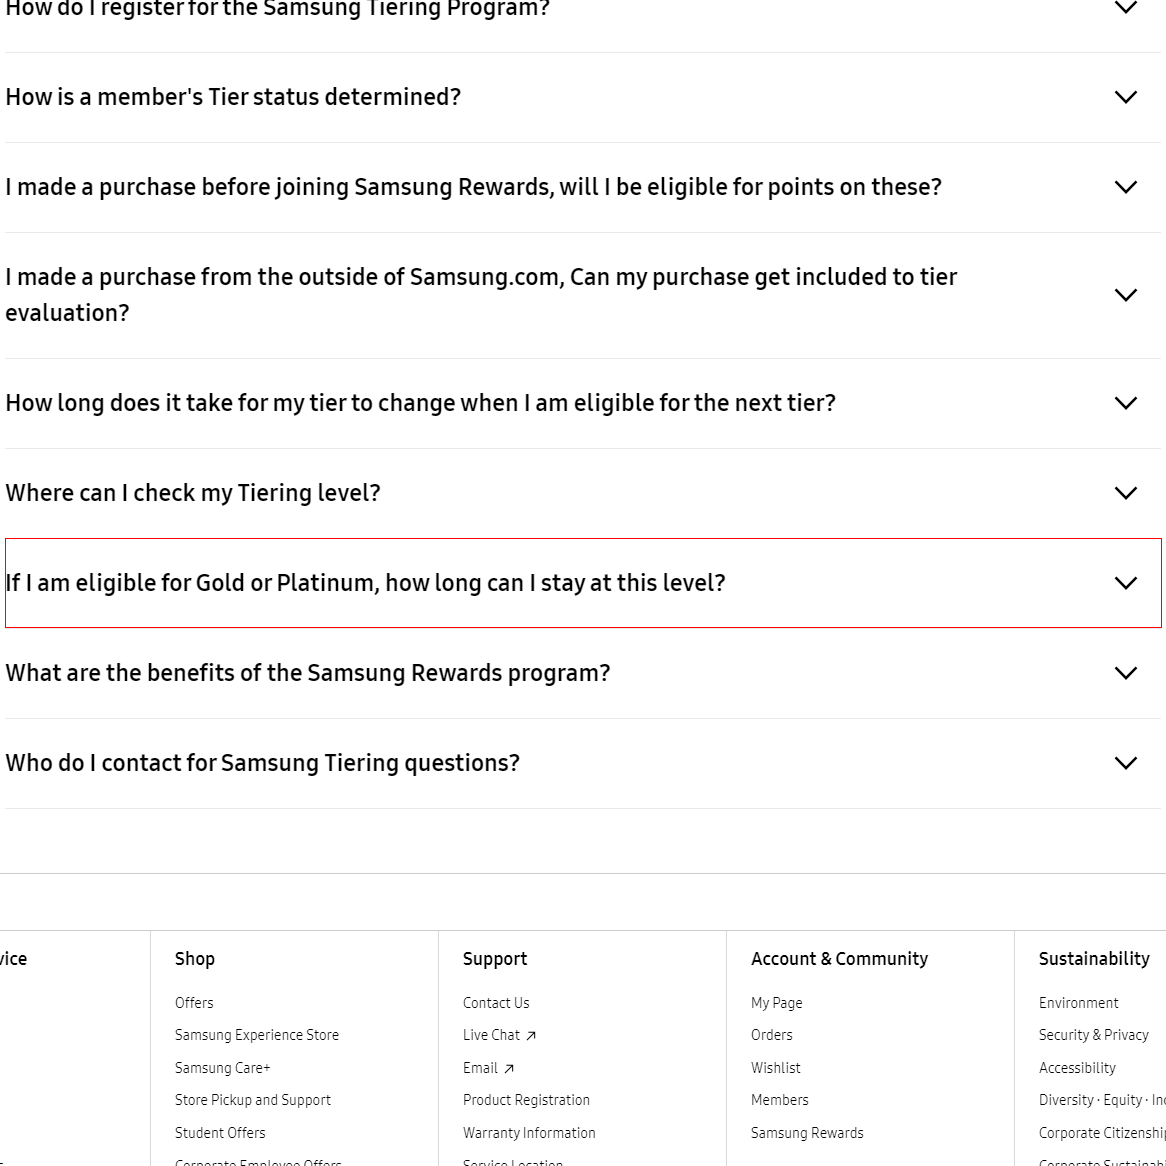 How do I register for the Samsung Tiering Program?
How is a member's Tier status determined?
I made a purchase before joining Samsung Rewards, will I be eligible for points on these?
I made a purchase from the outside of Samsung.com, Can my purchase get included to tier
evaluation?
How long does it take for my tier to change when I am eligible for the next tier?
Where can I check my Tiering level?
If I am eligible for Gold or Platinum, how long can I stay at this level?
What are the benefits of the Samsung Rewards program?
Who do I contact for Samsung Tiering questions?
Shop
Offers
Samsung Experience Store
Samsung Care+
Store Pickup and Support
Student Offers
Corporate Employee Offers
Support
Contact Us
Live Chat
Email
Product Registration
Warranty Information
Service Location
Account & Community
My Page
Orders
Wishlist
Members
Samsung Rewards
Sustainability
Environment
Security & Privacy
Accessibility
Diversity · Equity ·
Corporate
Corporate